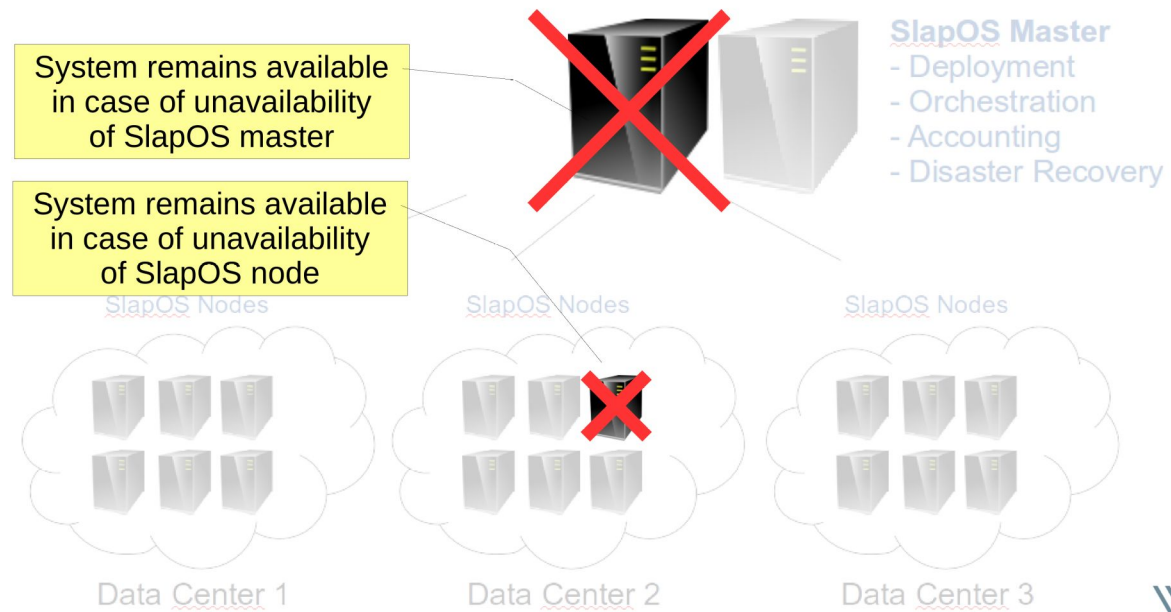 System remains available
in case of unavailability
of SlapOS master
SlapOS Master
- Deployment
- Orchestration
- Accounting
- Disaster Recovery
System remains available
in case of unavailability
of SlapOS node
SlapOS Nodes
SlapOS Nodes
SlapOS Nodes
Data Center 1
Data Center 2
Data Center 3